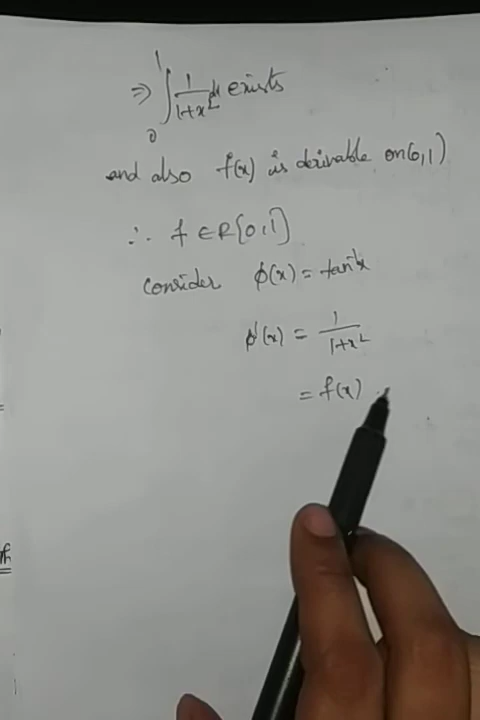 ⇒ ∫₀¹ 1/(1+x²) dx exists
and also f(x) is derivable on (0,1)
∴ f ∈ R[0,1]
consider ϕ(x) = tan⁻¹x
ϕ'(x) = 1/(1+x²)
= f(x)